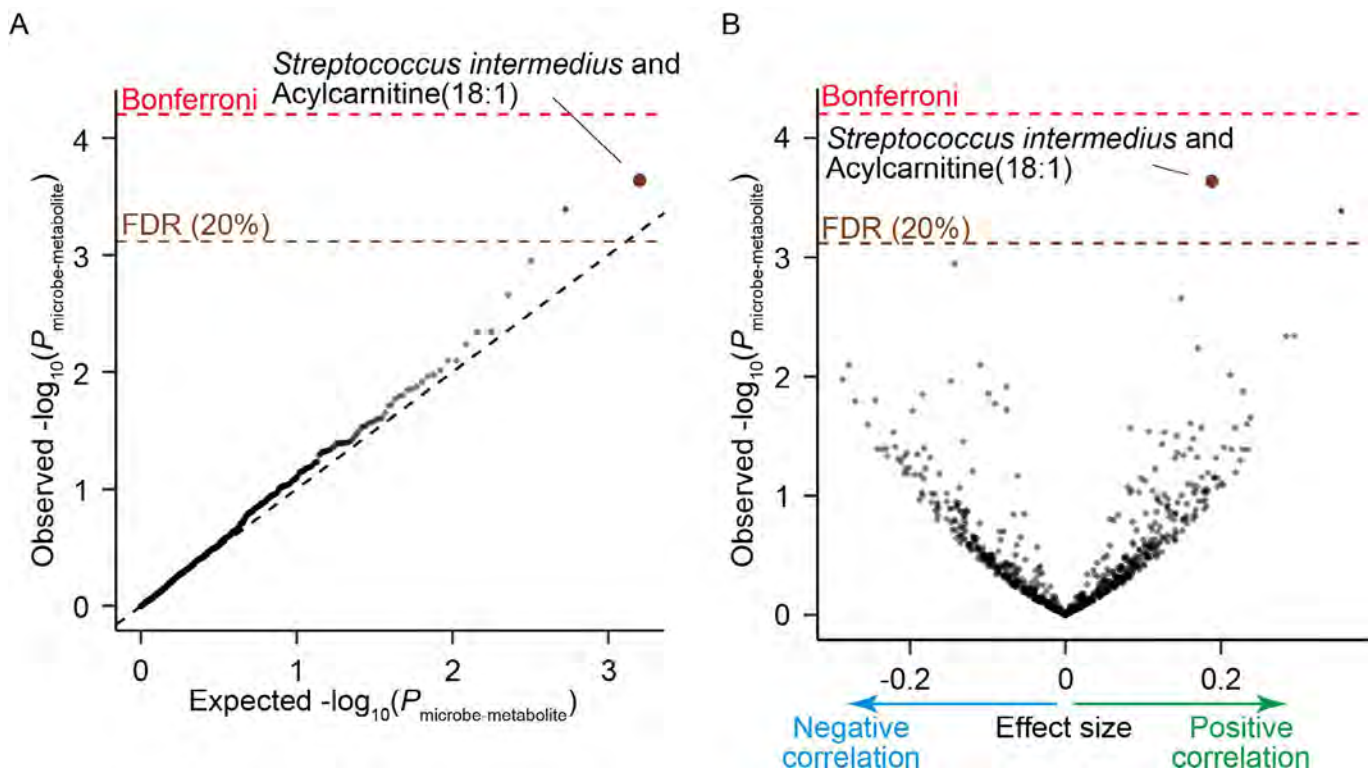 A
Streptococcus intermedius and
Acylcarnitine(18:1)
Bonferroni
FDR (20%)
4
3
2
1
0
Observed -log10(Pmicrobe-metabolite)
0 1 2 3
Expected -log10(Pmicrobe-metabolite)
B
Bonferroni
Streptococcus intermedius and
Acylcarnitine(18:1)
FDR (20%)
4
3
2
1
0
Observed -log10(Pmicrobe-metabolite)
-0.2 0 0.2
Negative
correlation
Effect size
Positive
correlation